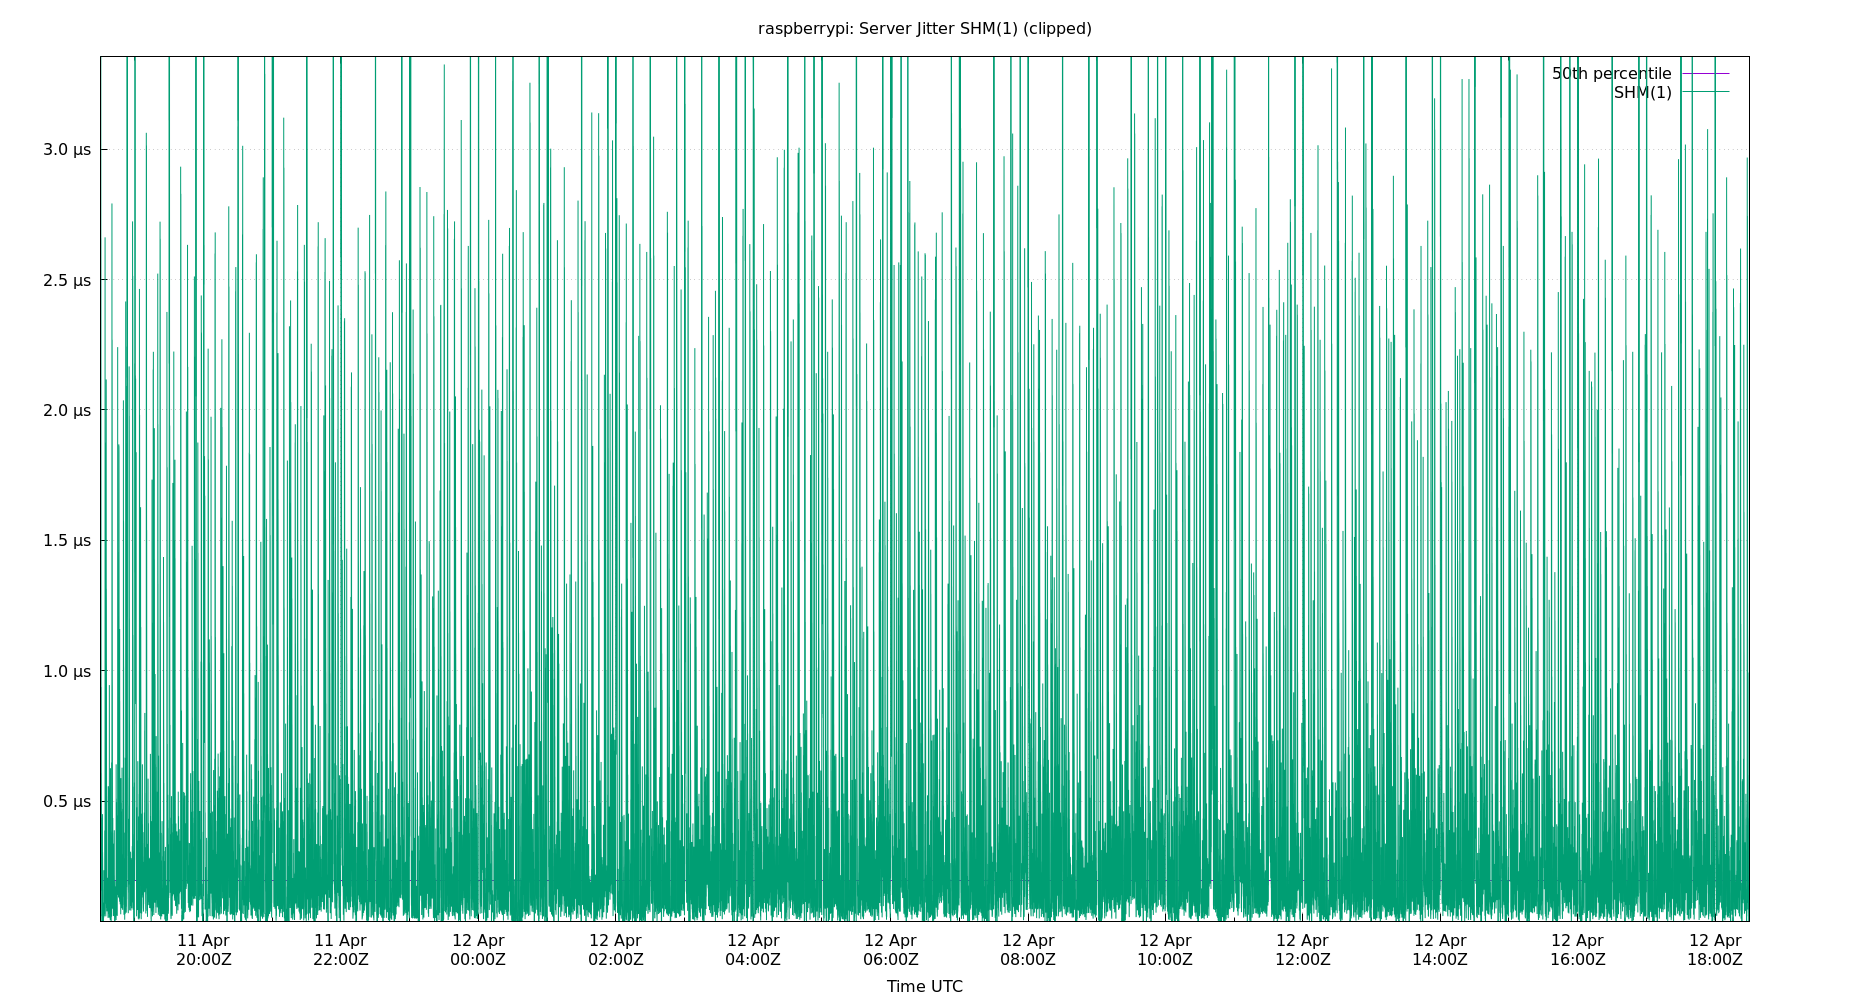 raspberrypi: Server Jitter SHM(1) (clipped)
50th percentile
SHM(1)
3.0 µs
2.5 µs
2.0 µs
1.5 µs
1.0 µs
0.5 µs
11 Apr 11 Apr 12 Apr 12 Apr 12 Apr 12 Apr 12 Apr 12 Apr 12 Apr 12 Apr 12 Apr 12 Apr
20:00Z 22:00Z 00:00Z 02:00Z 04:00Z 06:00Z 08:00Z 10:00Z 12:00Z 14:00Z 16:00Z 18:00Z
Time UTC